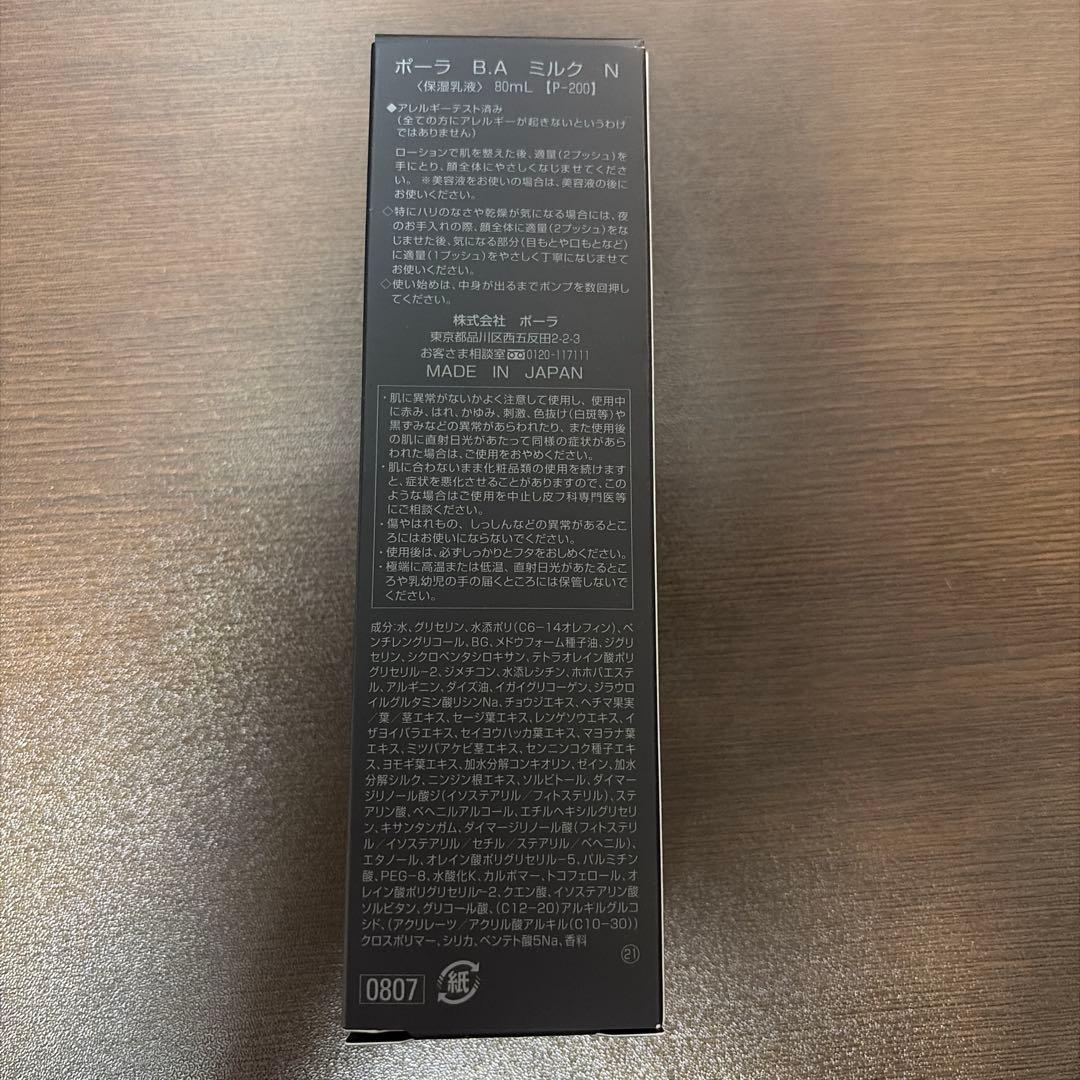 ポーラ B.A ミルク N
〈保湿乳液〉 80mL 【P-200】
◆アレルギーテスト済み
（全ての方にアレルギーが起きないというわけ
ではありません）
ローションで肌を整えた後、適量(2プッシュ)を
手にとり、顔全体にやさしくなじませてくださ
い。 ※美容液をお使いの場合は、美容液の後に
お使いください。
◇特にハリのなさや乾燥が気になる場合には、夜
のお手入れの際、顔全体に適量(2プッシュ)をな
じませた後、気になる部分(目もとや口もとなど)
に適量(1プッシュ)をやさしく丁寧になじませて
お使いください。
◇使い始めは、中身が出るまでポンプを数回押し
てください。
株式会社 ポーラ
東京都品川区西五反田2-2-3
お客さま相談室 0120-117111
MADE IN JAPAN
・肌に異常がないかよく注意して使用し、使用中
に赤み、はれ、かゆみ、刺激、色抜け(白斑等)や
黒ずみなどの異常があらわれたり、また使用後
の肌に直射日光があたって同様の症状があら
われた場合は、ご使用をおやめください。
・肌に合わないまま化粧品類の使用を続けます
と、症状を悪化させることがありますので、この
ような場合はご使用を中止し皮フ科専門医等
にご相談ください。
・傷やはれもの、しっしんなどの異常があるとこ
ろにはお使いにならないでください。
・使用後は、必ずしっかりとフタをおしめください。
・極端に高温または低温、直射日光があたるとこ
ろや乳幼児の手の届くところには保管しないで
ください。
成分:水、グリセリン、水添ポリ(C6-14オレフィン)、ペ
ンチレングリコール、BG、メドウフォーム種子油、ジグリ
セリン、シクロペンタシロキサン、テトラオレイン酸ポリ
グリセリル-2、ジメチコン、水添レシチン、ホホバエステ
ル、アルギニン、ダイズ油、イガイグリコーゲン、ジラウロ
イルグルタミン酸リシンNa、チョウジエキス、ヘチマ果実
／葉／茎エキス、セージ葉エキス、レンゲソウエキス、イ
ザヨイバラエキス、セイヨウハッカ葉エキス、マヨラナ葉
エキス、ミツバアケビ茎エキス、センニンコク種子エキ
ス、ヨモギ葉エキス、加水分解コンキオリン、ゼイン、加水
分解シルク、ニンジン根エキス、ソルビトール、ダイマー
ジリノール酸ジ(イソステアリル／フィトステリル)、ステ
アリン酸、ベヘニルアルコール、エチルヘキシルグリセリ
ン、キサンタンガム、ダイマージリノール酸(フィトステリ
ル／イソステアリル／セチル／ステアリル／ベヘニル)、
エタノール、オレイン酸ポリグリセリル-5、パルミチン
酸、PEG-8、水酸化K、カルボマー、トコフェロール、オ
レイン酸ポリグリセリル-2、クエン酸、イソステアリン酸
ソルビタン、グリコール酸、(C12-20)アルキルグルコ
シド、(アクリレーツ／アクリル酸アルキル(C10-30))
クロスポリマー、シリカ、ペンテト酸5Na、香料
㉑
0807 紙